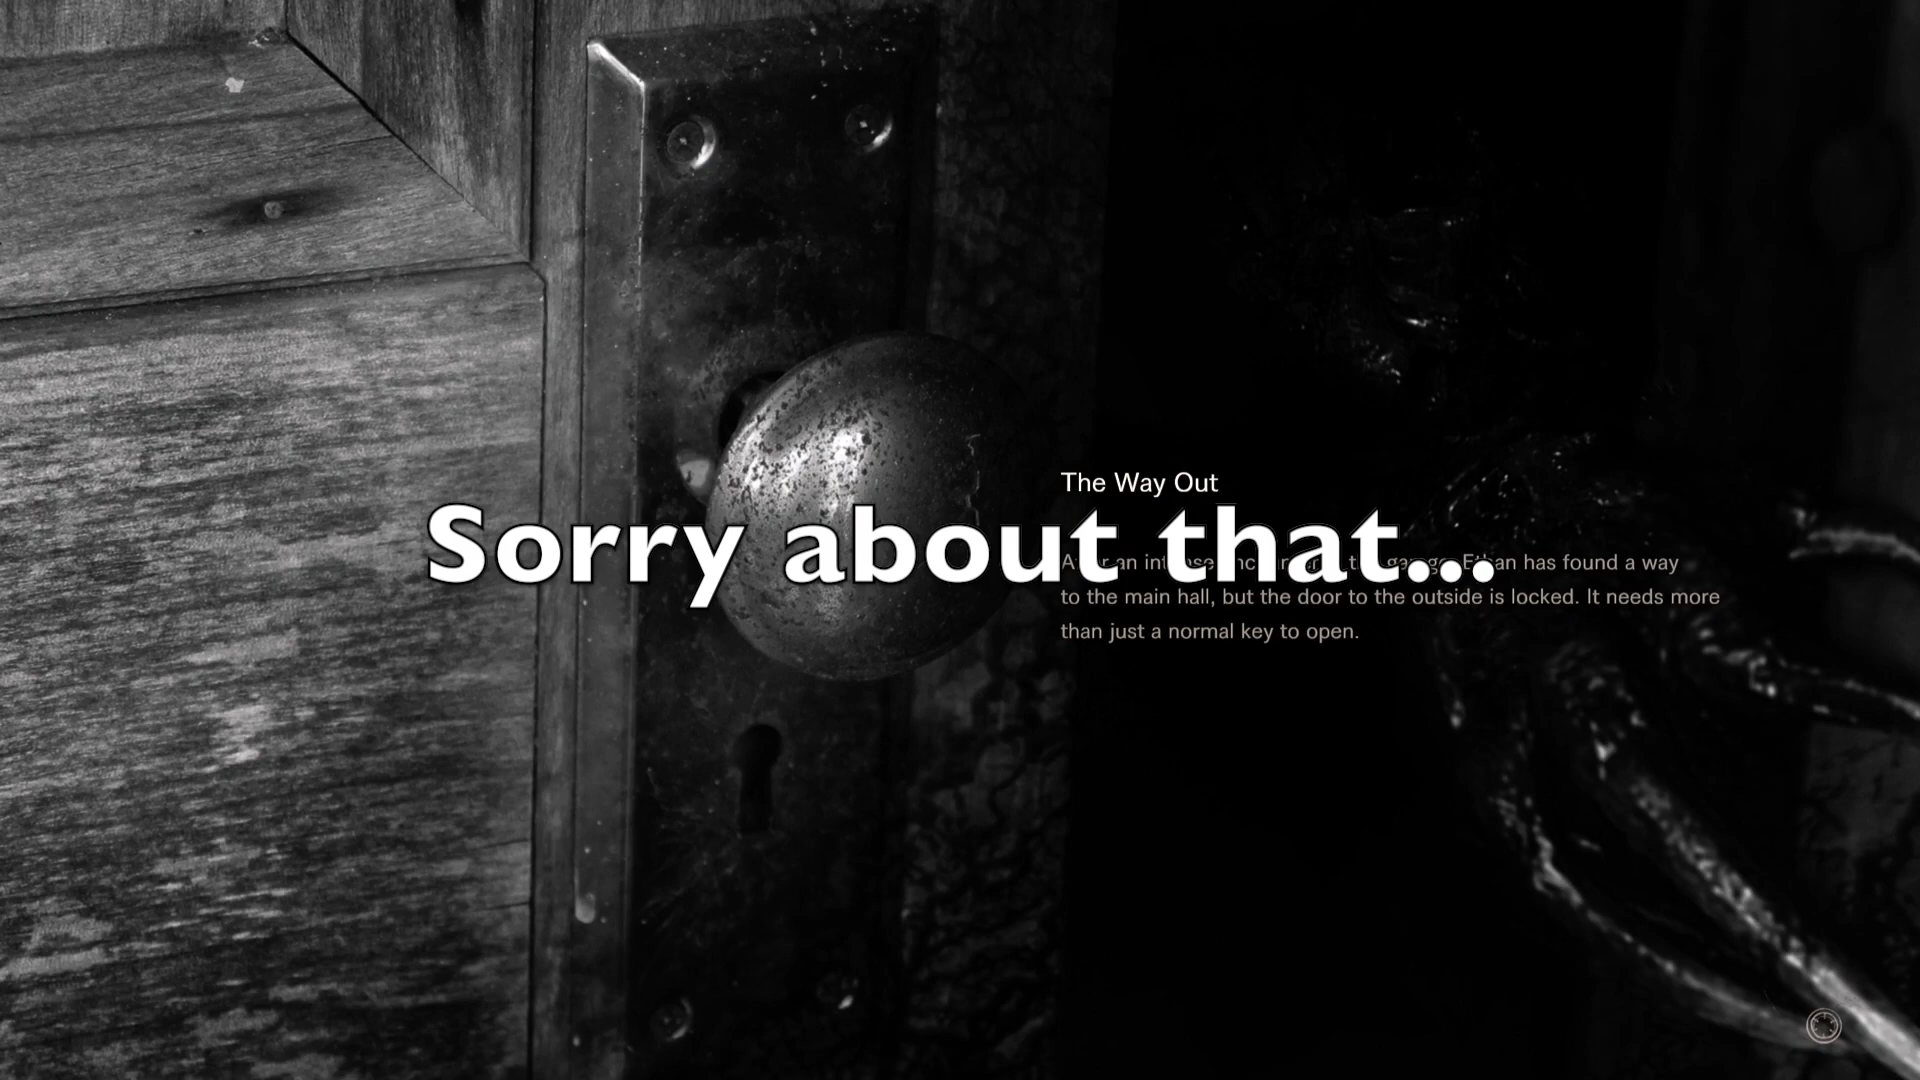 The Way Out
Sorry about that...
Ethan has found a way
to the main hall, but the door to the outside is locked. It needs more
than just a normal key to open.